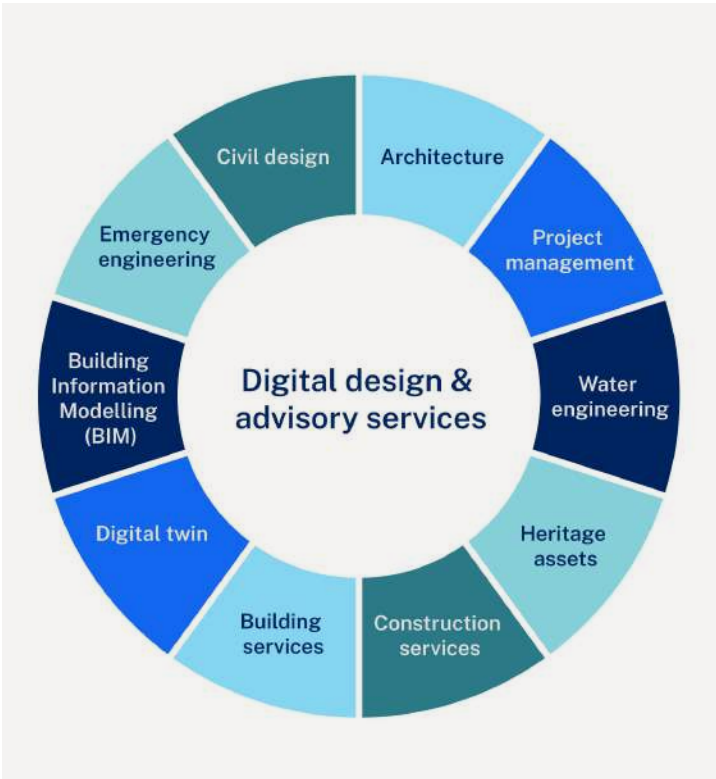 Civil design
Architecture
Project
management
Water
engineering
Heritage
assets
Construction
services
Building
services
Digital twin
Building
Information
Modelling
(BIM)
Emergency
engineering
Digital design &
advisory services